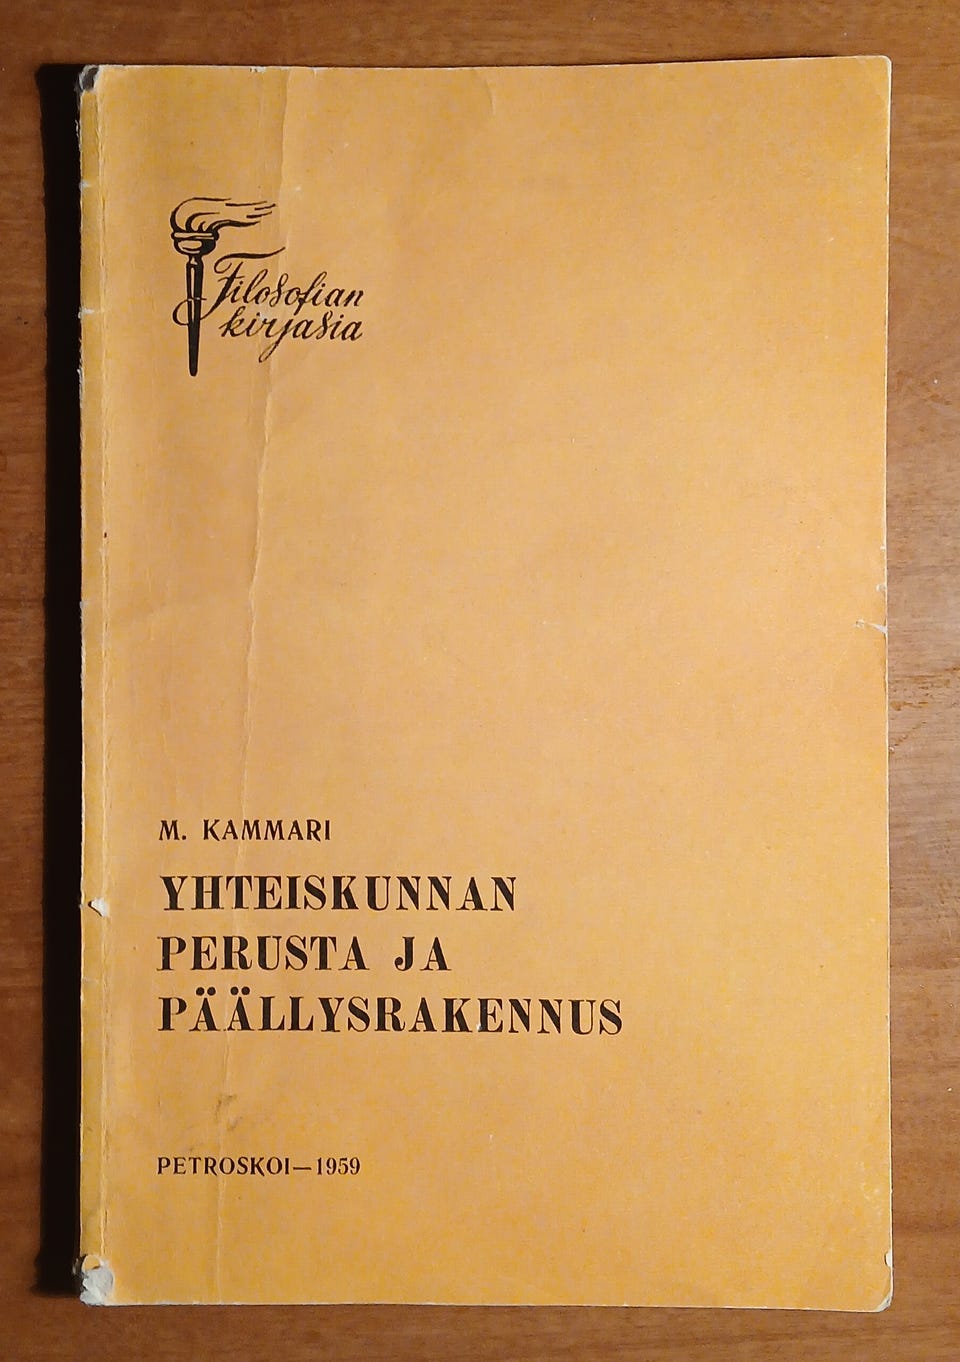 Filosofian
kirjasia
M. KAMMARI
YHTEISKUNNAN
PERUSTA JA
PÄÄLLYSRAKENNUS
PETROSKOI—1959